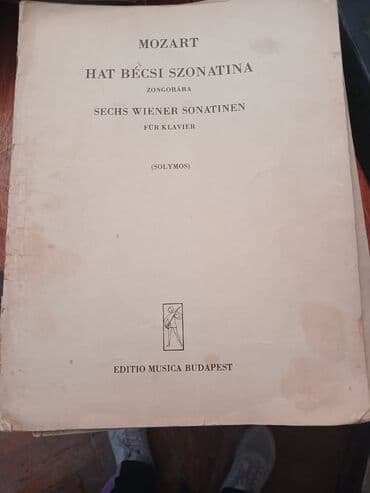 MOZART
HAT BÉCSI SZONATINA
ZONGORÁRA
SECHS WIENER SONATINEN
FÜR KLAVIER
(SOLYMOS)
EDITIO MUSICA BUDAPEST